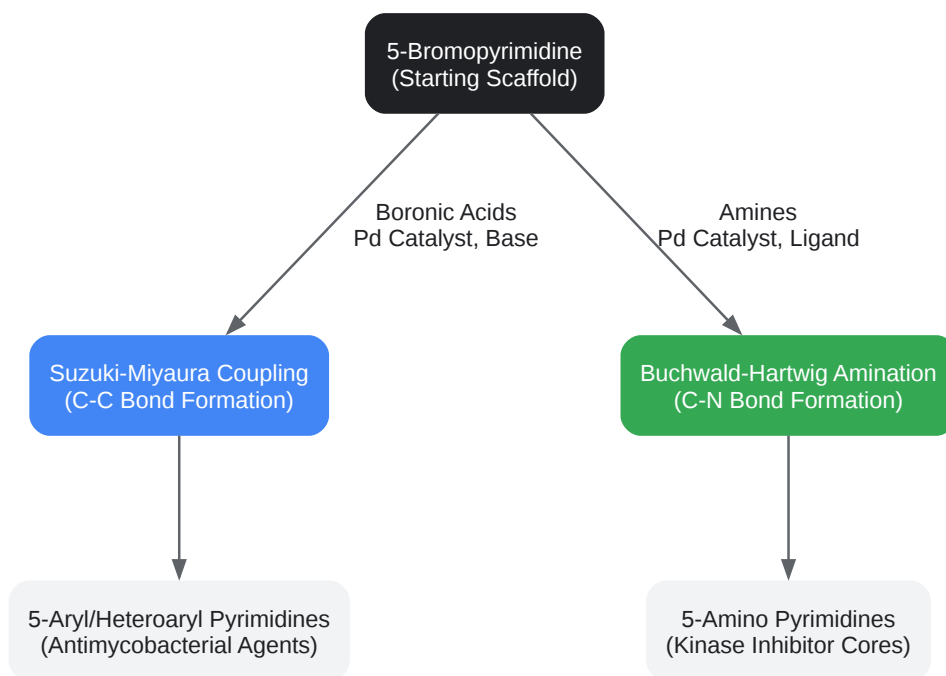 5-Bromopyrimidine
(Starting Scaffold)
Boronic Acids
Pd Catalyst, Base
Amines
Pd Catalyst, Ligand
Suzuki-Miyaura Coupling
(C-C Bond Formation)
Buchwald-Hartwig Amination
(C-N Bond Formation)
5-Aryl/Heteroaryl Pyrimidines
(Antimycobacterial Agents)
5-Amino Pyrimidines
(Kinase Inhibitor Cores)